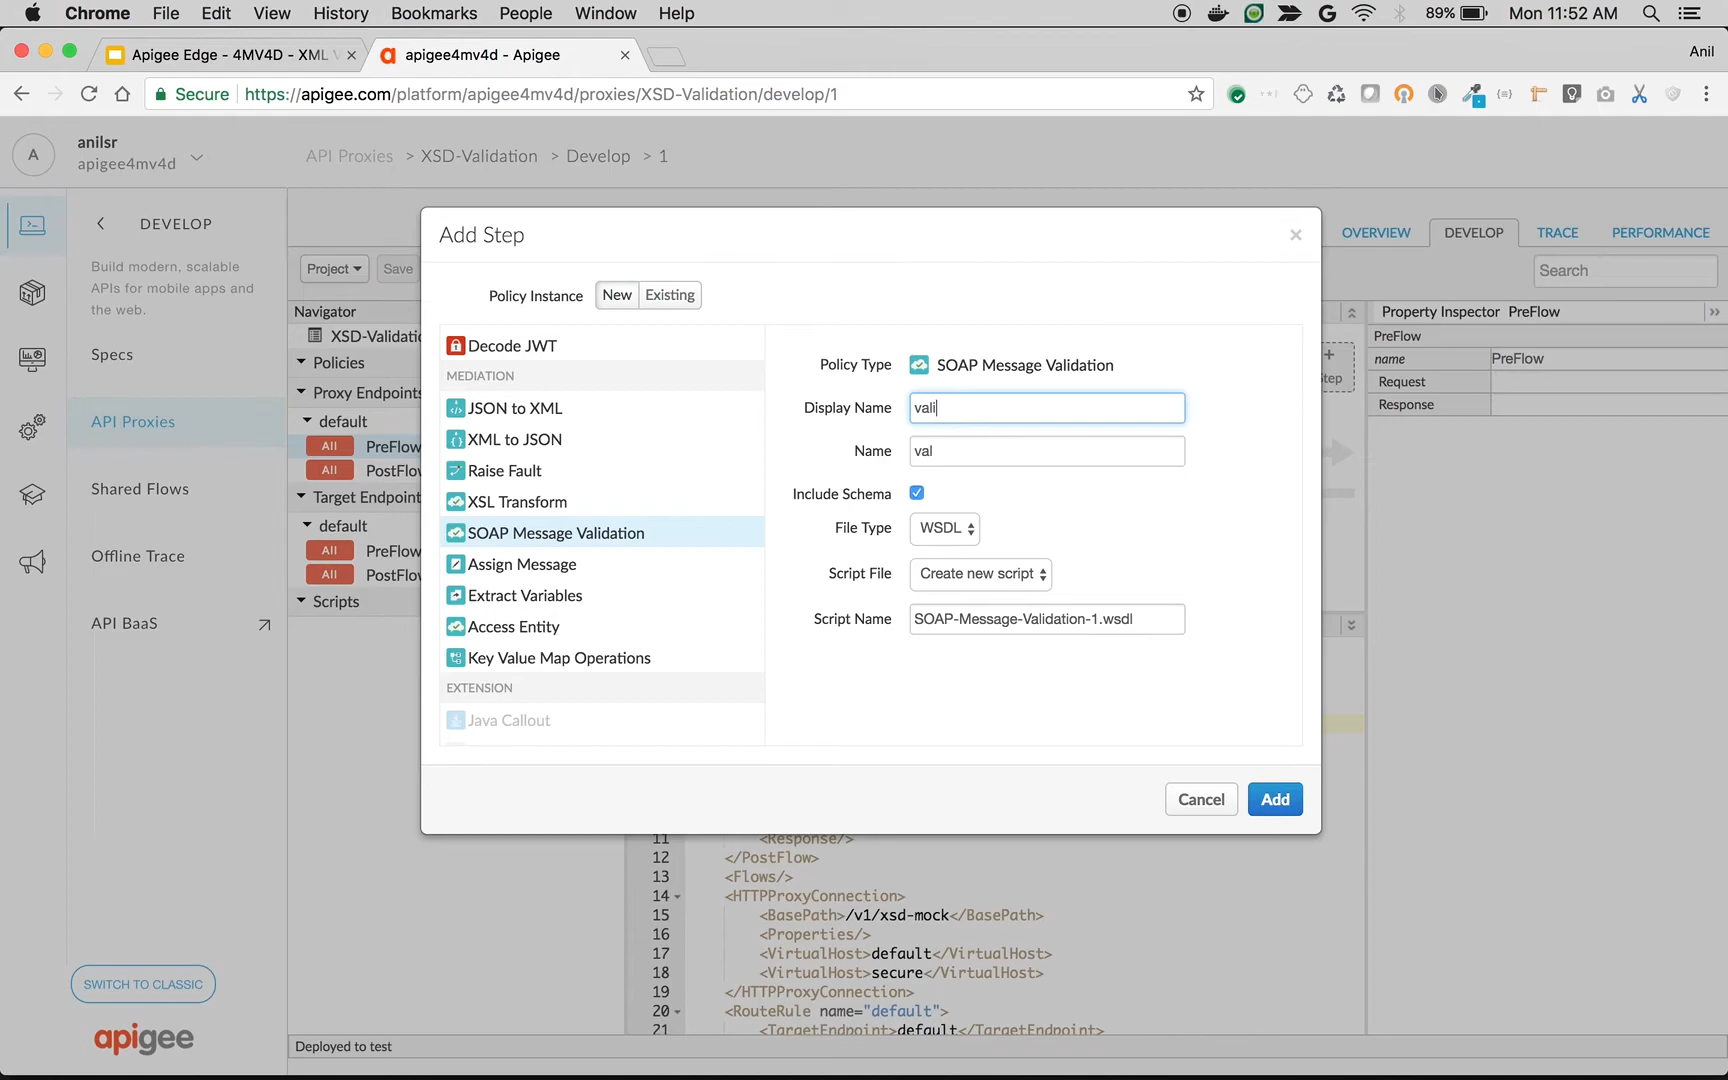 Chrome File Edit View History Bookmarks People Window Help 89% Mon 11:52 AM
Apigee Edge - 4MV4D - XML
apigee4mv4d - Apigee
Anil
Secure https://apigee.com/platform/apigee4mv4d/proxies/XSD-Validation/develop/1
A
anilsr
apigee4mv4d
API Proxies > XSD-Validation > Develop > 1
DEVELOP
Build modern, scalable
APIs for mobile apps and
the web.
Specs
API Proxies
Shared Flows
Offline Trace
API BaaS
SWITCH TO CLASSIC
apigee
OVERVIEW DEVELOP TRACE PERFORMANCE
Project Save
Search
Navigator
XSD-Validatio
Policies
Proxy Endpoints
default
All PreFlow
All PostFlo
Target Endpoint
default
All PreFlow
All PostFlo
Scripts
Add Step
×
Policy Instance New Existing
Decode JWT
MEDIATION
JSON to XML
XML to JSON
Raise Fault
XSL Transform
SOAP Message Validation
Assign Message
Extract Variables
Access Entity
Key Value Map Operations
EXTENSION
Java Callout
Policy Type SOAP Message Validation
Display Name vali
Name val
Include Schema
File Type WSDL
Script File Create new script
Script Name SOAP-Message-Validation-1.wsdl
Cancel Add
+
tep
Property Inspector PreFlow
PreFlow
name PreFlow
Request
Response
11 <Response/>
12 </PostFlow>
13 <Flows/>
14 <HTTPProxyConnection>
15 <BasePath>/v1/xsd-mock</BasePath>
16 <Properties/>
17 <VirtualHost>default</VirtualHost>
18 <VirtualHost>secure</VirtualHost>
19 </HTTPProxyConnection>
20 <RouteRule name="default">
21 <TargetEndpoint>default</TargetEndpoint>
Deployed to test